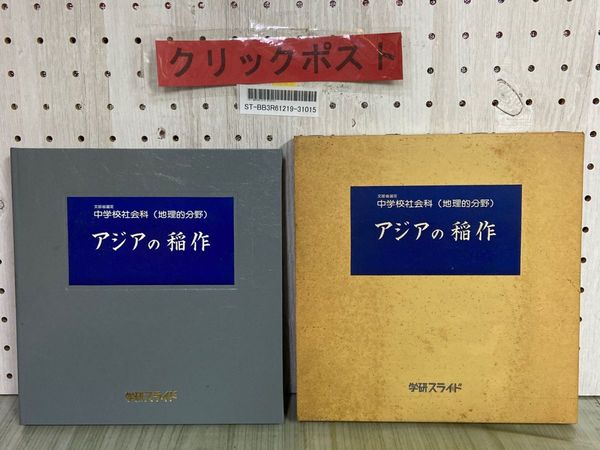 クリックポスト
ST-BB3R61219-31015
文部省選定
中学校社会科(地理的分野)
アジアの稲作
学研スライド
文部省選定
中学校社会科(地理的分野)
アジアの稲作
学研スライド